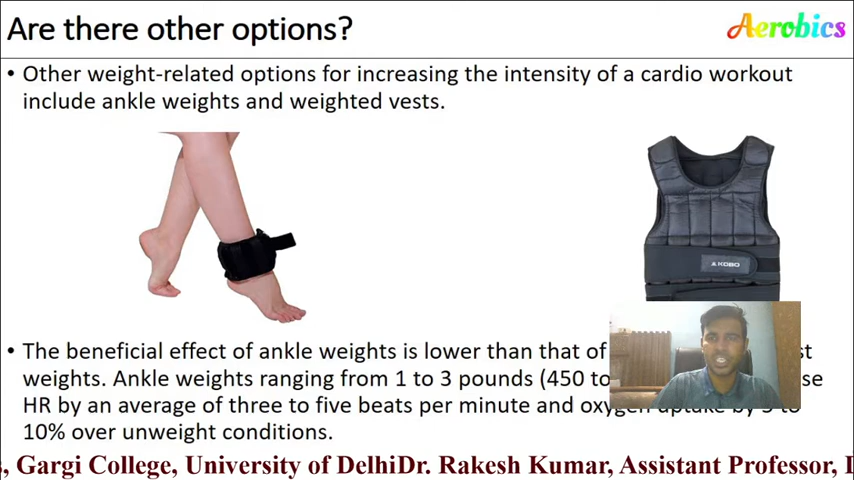 Are there other options?
Aerobics
• Other weight-related options for increasing the intensity of a cardio workout
include ankle weights and weighted vests.
KOBO
• The beneficial effect of ankle weights is lower than that of
weights. Ankle weights ranging from 1 to 3 pounds (450 to
HR by an average of three to five beats per minute and oxygen uptake by 5 to
10% over unweight conditions.
s, Gargi College, University of DelhiDr. Rakesh Kumar, Assistant Professor,